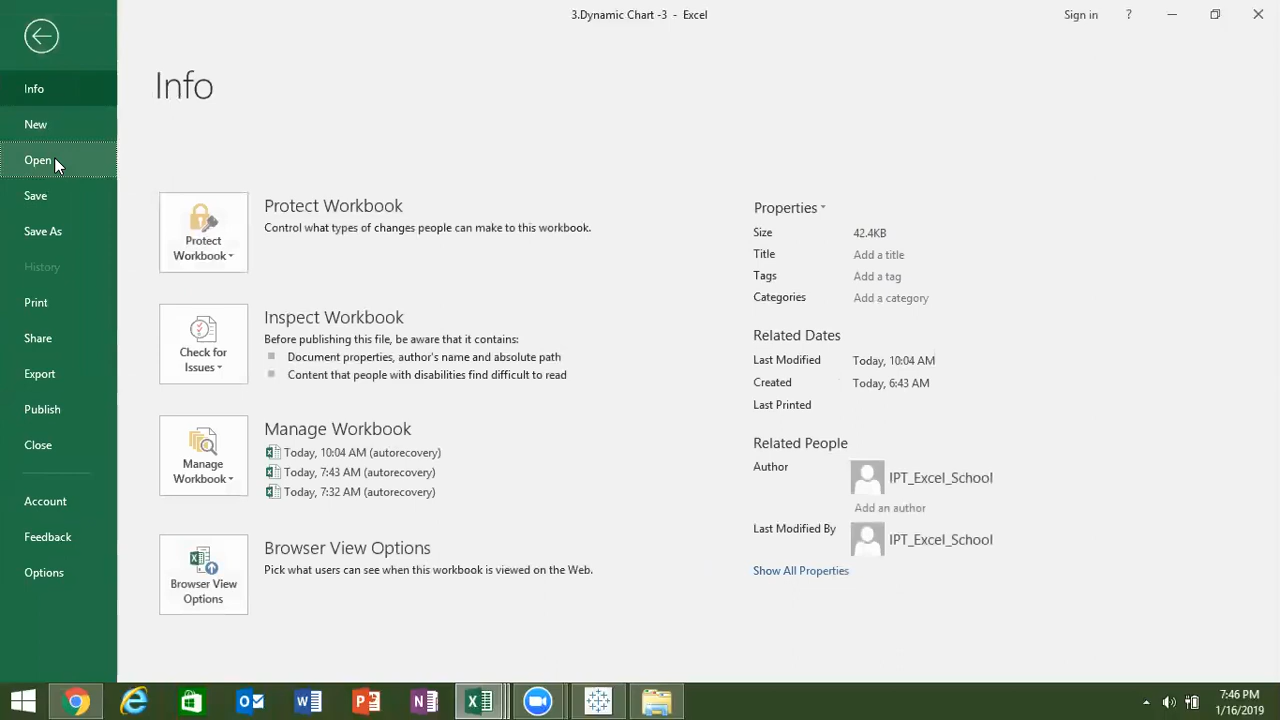 3.Dynamic Chart -3 - Excel
Sign in
?
Info
New
Open
Save
Save As
History
Print
Share
Export
Publish
Close
Account
Feedback
Options
Info
Protect Workbook
Protect Workbook
Control what types of changes people can make to this workbook.
Check for Issues
Inspect Workbook
Before publishing this file, be aware that it contains:
Document properties, author's name and absolute path
Content that people with disabilities find difficult to read
Manage Workbook
Manage Workbook
Today, 10:04 AM (autorecovery)
Today, 7:43 AM (autorecovery)
Today, 7:32 AM (autorecovery)
Browser View Options
Browser View Options
Pick what users can see when this workbook is viewed on the Web.
Properties
Size 42.4KB
Title Add a title
Tags Add a tag
Categories Add a category
Related Dates
Last Modified Today, 10:04 AM
Created Today, 6:43 AM
Last Printed
Related People
Author IPT_Excel_School
Add an author
Last Modified By IPT_Excel_School
Show All Properties
7:46 PM
1/16/2019